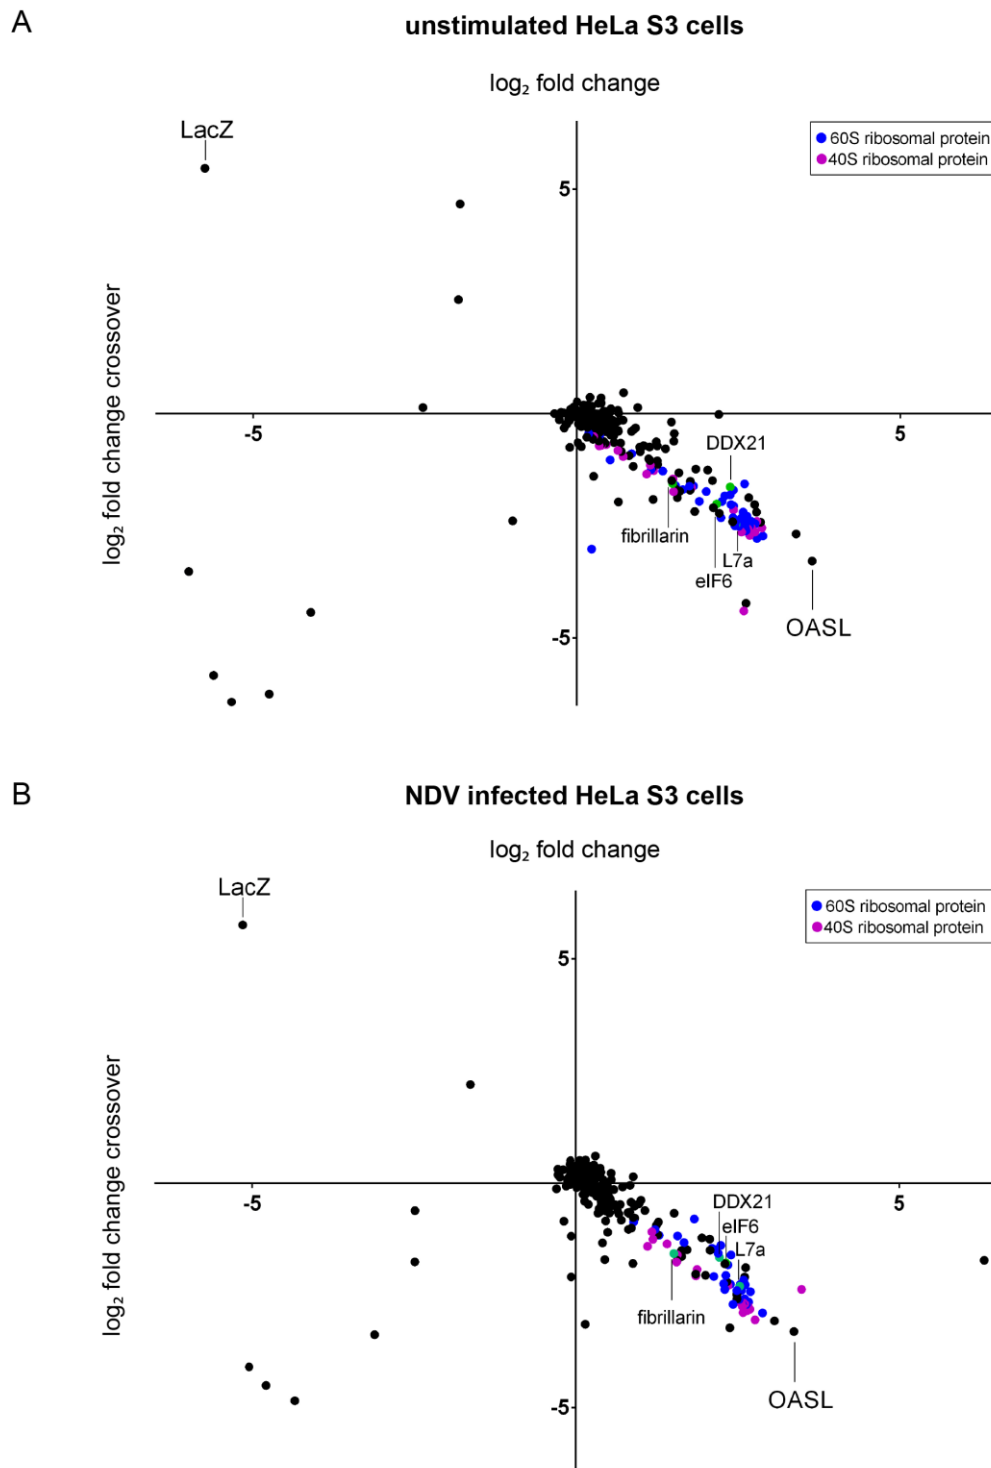 A
unstimulated HeLa S3 cells
log₂ fold change
LacZ
60S ribosomal protein
40S ribosomal protein
5
log₂ fold change crossover
-5
5
DDX21
fibrillarin
L7a
eIF6
OASL
-5
B
NDV infected HeLa S3 cells
log₂ fold change
LacZ
60S ribosomal protein
40S ribosomal protein
5
log₂ fold change crossover
-5
5
DDX21
eIF6
L7a
fibrillarin
OASL
-5